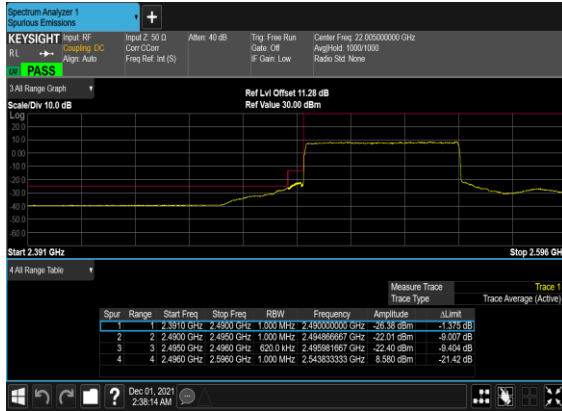 Spectrum Analyzer 1
Spurious Emissions
+
KEYSIGHT Input: RF Input Z: 50 Ω Atten: 40 dB Trig: Free Run Center Freq: 22.005000000 GHz
RL Coupling: DC Corr CCorr Gate: Off Avg|Hold: 1000/1000
Align: Auto Freq Ref: Int (S) IF Gain: Low Radio Std: None
PASS
3 All Range Graph
Ref Lvl Offset 11.28 dB
Scale/Div 10.0 dB Ref Value 30.00 dBm
Log
20.0
10.0
0.00
-10.0
-20.0
-30.0
-40.0
-50.0
-60.0
Start 2.391 GHz Stop 2.596 GH
4 All Range Table
Measure Trace Trace 1
Trace Type Trace Average (Active)
Spur Range Start Freq Stop Freq RBW Frequency Amplitude ΔLimit
1 1 2.3910 GHz 2.4900 GHz 1.000 MHz 2.490000000 GHz -26.38 dBm -1.375 dB
2 2 2.4900 GHz 2.4950 GHz 1.000 MHz 2.494866667 GHz -22.01 dBm -9.007 dB
3 3 2.4950 GHz 2.4960 GHz 620.0 kHz 2.495981667 GHz -22.40 dBm -9.404 dB
4 4 2.4960 GHz 2.5960 GHz 1.000 MHz 2.543833333 GHz 8.580 dBm -21.42 dB
? Dec 01, 2021
2:38:14 AM